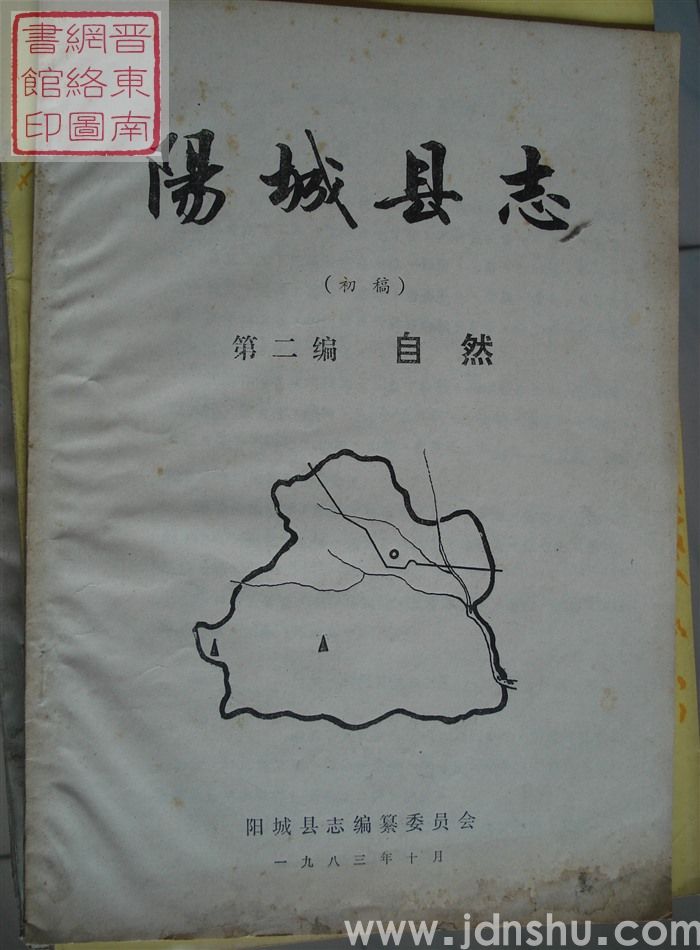 晋東南
網絡圖
書館印
陽城县志
(初稿)
第二编 自然
阳城县志编纂委员会
一九八三年十月
www.jdnshu.com